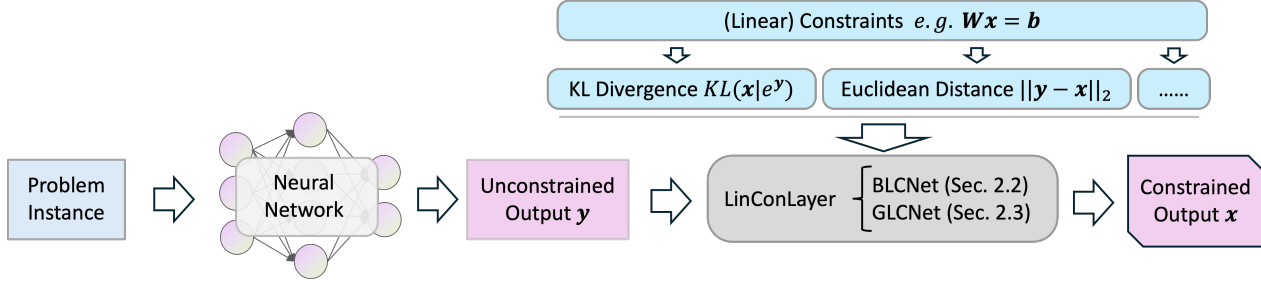 (Linear) Constraints e.g. Wx = b
KL Divergence KL(x|e^y)
Euclidean Distance ||y − x||₂
......
Problem
Instance
Neural
Network
Unconstrained
Output y
LinConLayer
BLCNet (Sec. 2.2)
GLCNet (Sec. 2.3)
Constrained
Output x